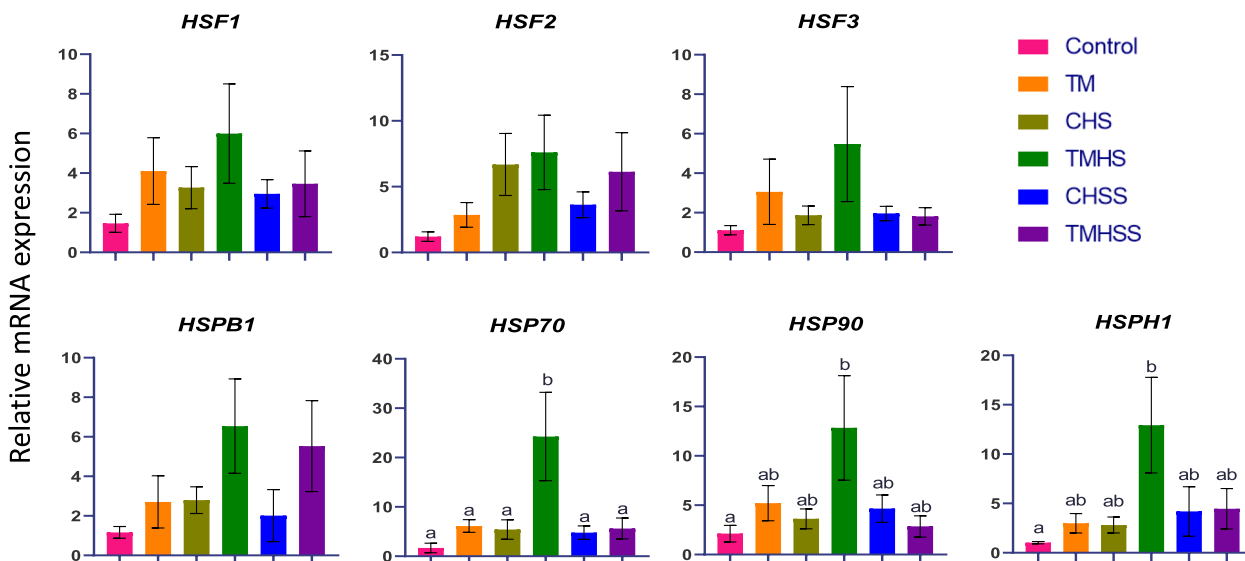 HSF1
HSF2
HSF3
Relative mRNA expression
10
8
6
4
2
0
15
10
5
0
10
8
6
4
2
0
Control
TM
CHS
TMHS
CHSS
TMHSS
HSPB1
HSP70
HSP90
HSPH1
10
8
6
4
2
0
40
30
20
10
0
a
a
a
b
a
a
20
15
10
5
0
a
ab
ab
b
ab
ab
20
15
10
5
0
a
ab
ab
b
ab
ab